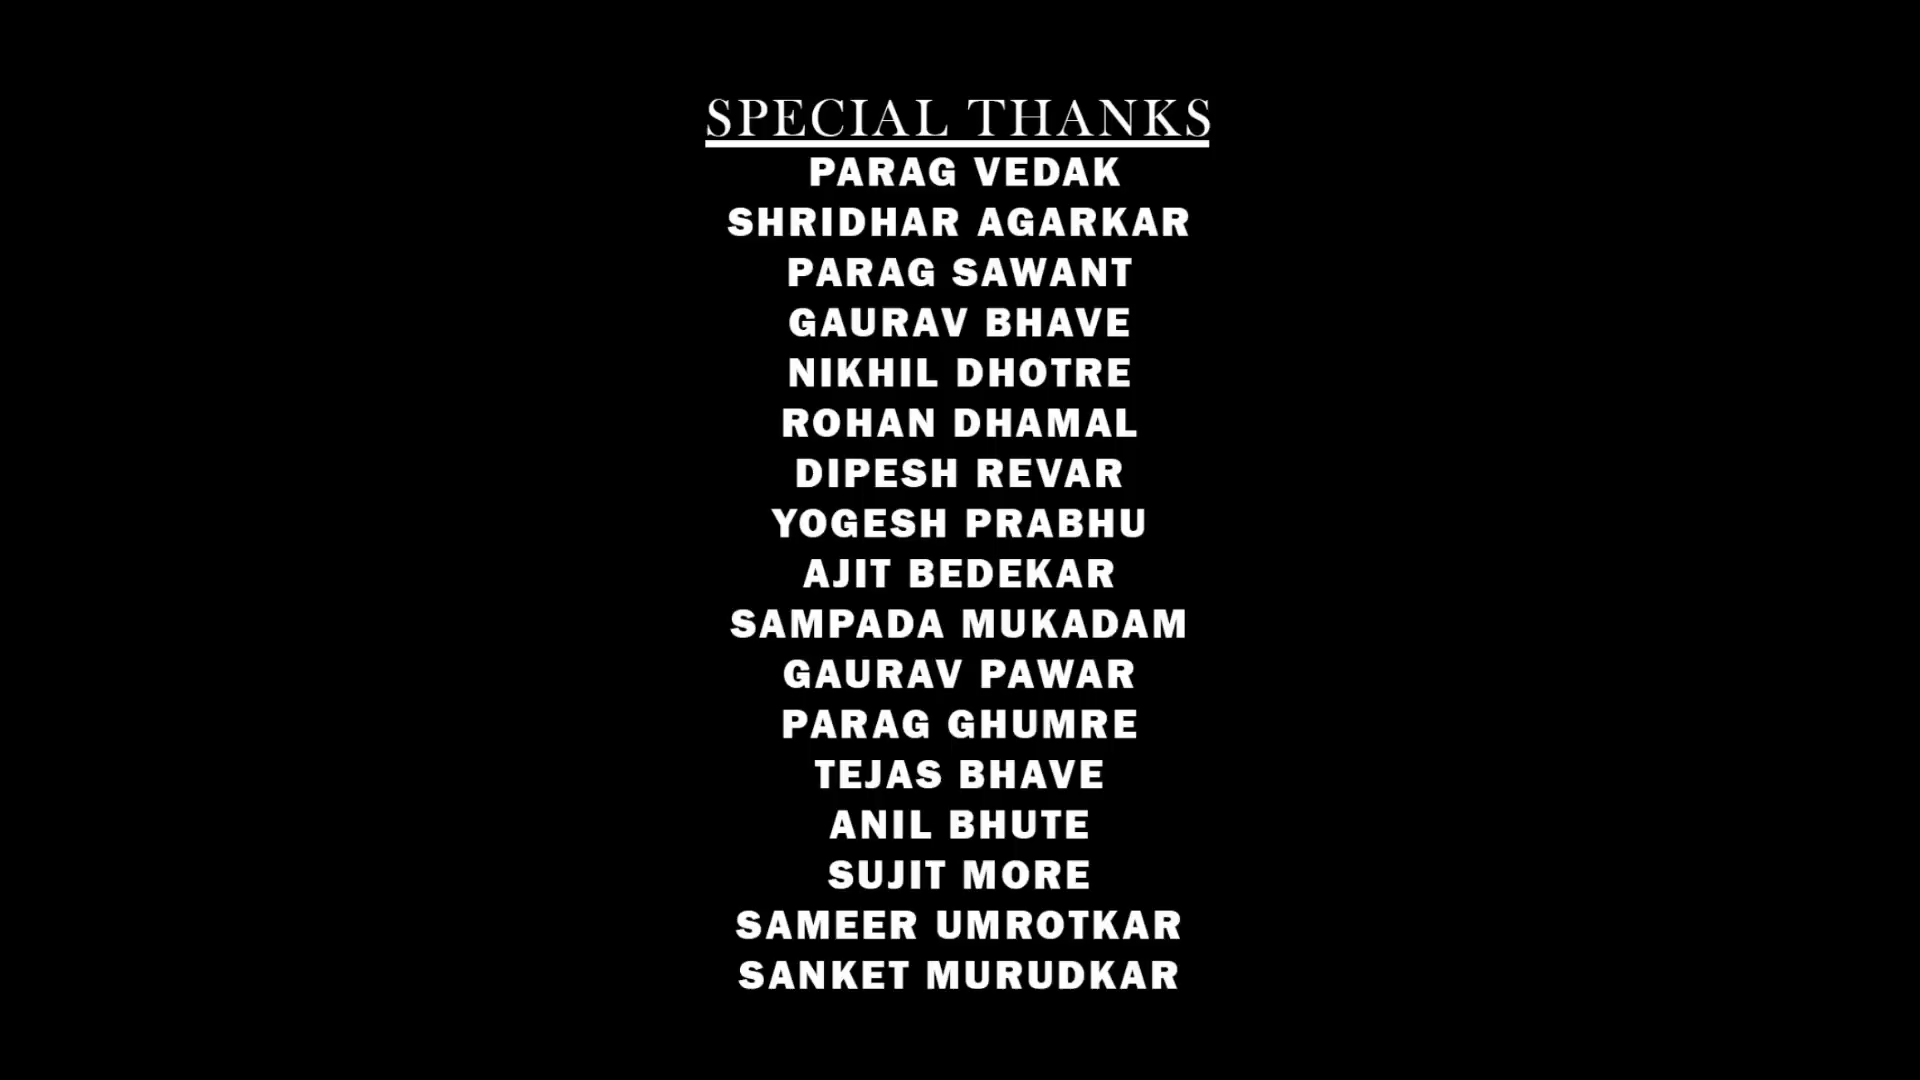 SPECIAL THANKS
PARAG VEDAK
SHRIDHAR AGARKAR
PARAG SAWANT
GAURAV BHAVE
NIKHIL DHOTRE
ROHAN DHAMAL
DIPESH REVAR
YOGESH PRABHU
AJIT BEDEKAR
SAMPADA MUKADAM
GAURAV PAWAR
PARAG GHUMRE
TEJAS BHAVE
ANIL BHUTE
SUJIT MORE
SAMEER UMROTKAR
SANKET MURUDKAR